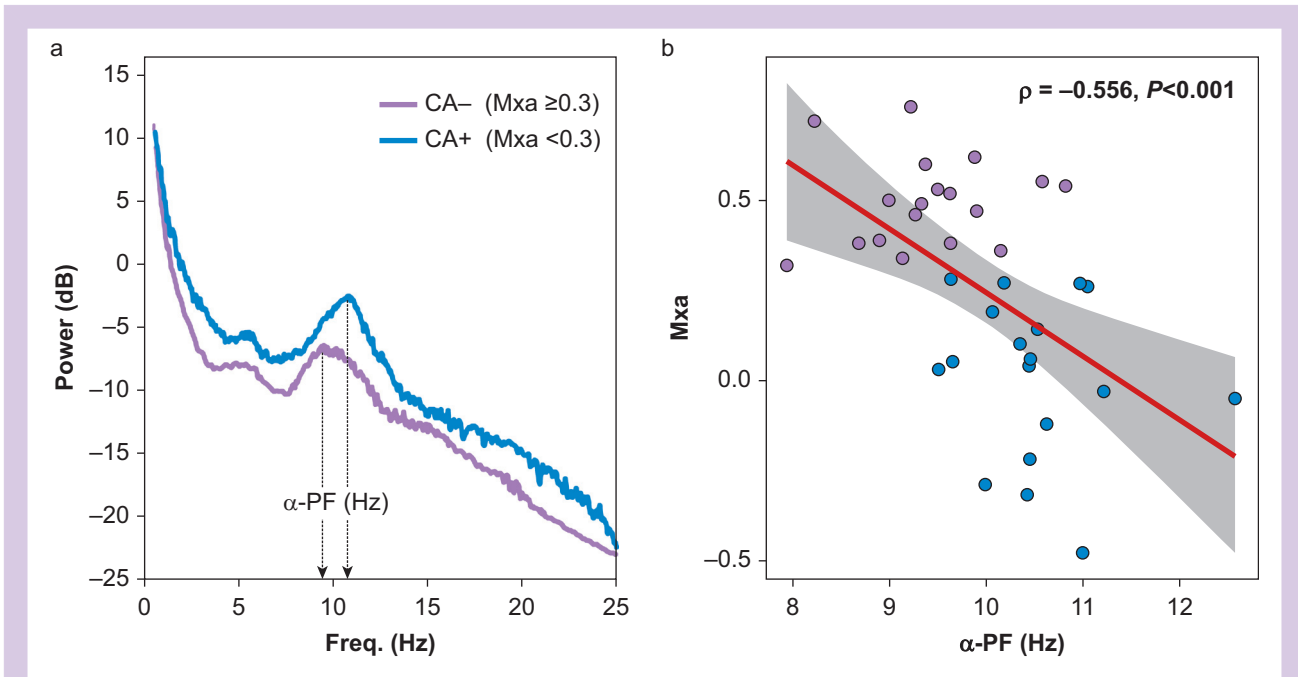 a
15
10
5
0
–5
–10
–15
–20
–25
Power (dB)
CA– (Mxa ≥0.3)
CA+ (Mxa <0.3)
α-PF (Hz)
0 5 10 15 20 25
Freq. (Hz)
b
ρ = –0.556, P<0.001
0.5
0.0
–0.5
Mxa
8 9 10 11 12
α-PF (Hz)